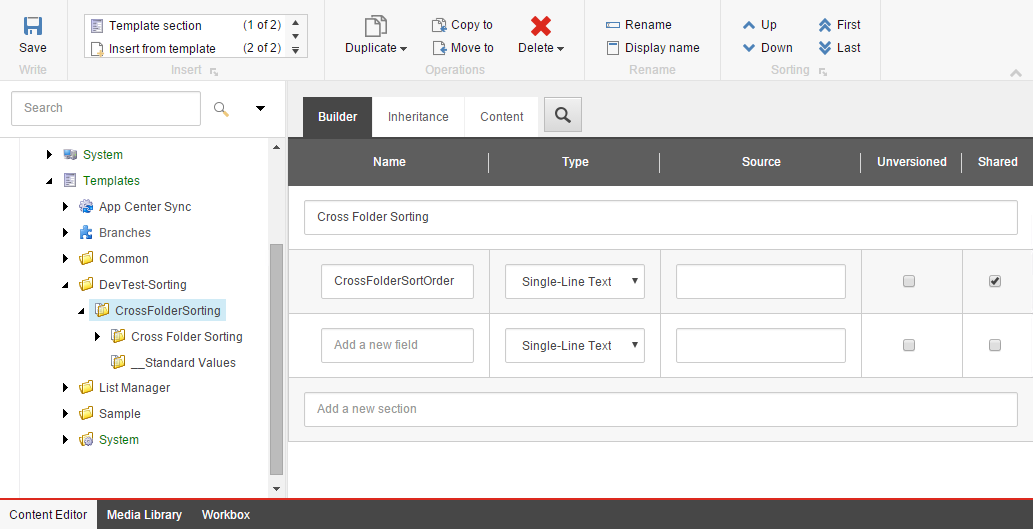 Save
Write
Template section (1 of 2)
Insert from template (2 of 2)
Insert
Duplicate
Copy to
Move to
Delete
Operations
Rename
Display name
Rename
Up
Down
First
Last
Sorting
Search
System
Templates
App Center Sync
Branches
Common
DevTest-Sorting
CrossFolderSorting
Cross Folder Sorting
__Standard Values
List Manager
Sample
System
Builder Inheritance Content
Name Type Source Unversioned Shared
Cross Folder Sorting
CrossFolderSortOrder Single-Line Text
Add a new field Single-Line Text
Add a new section
Content Editor Media Library Workbox